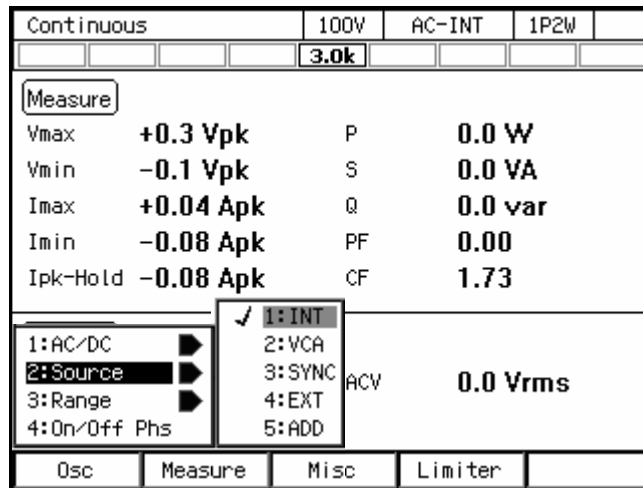 Continuous 100V AC-INT 1P2W
3.0k
Measure
Vmax +0.3 Vpk P 0.0 W
Vmin -0.1 Vpk S 0.0 VA
Imax +0.04 Apk Q 0.0 var
Imin -0.08 Apk PF 0.00
Ipk-Hold -0.08 Apk CF 1.73
✓ 1:INT
1:AC/DC 2:VCA
2:Source 3:SYNC ACV 0.0 Vrms
3:Range 4:EXT
4:On/Off Phs 5:ADD
Osc Measure Misc Limiter